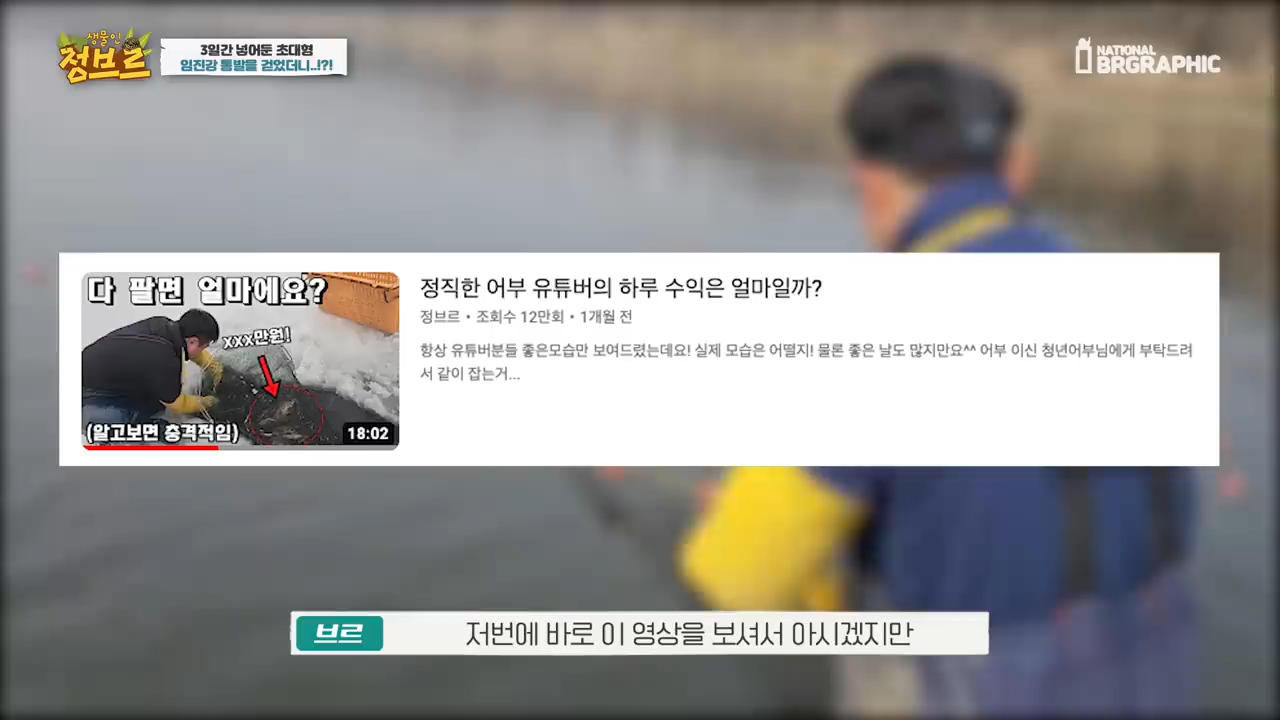 생물인
정브르
3일간 넣어둔 초대형
임진강 통발을 걷었더니..!?!
NATIONAL
BRGRAPHIC
다 팔면 얼마에요?
xxx만원!
(알고보면 충격적임)
18:02
정직한 어부 유튜버의 하루 수익은 얼마일까?
정브르 • 조회수 12만회 • 1개월 전
항상 유튜버분들 좋은모습만 보여드렸는데요! 실제 모습은 어떨지! 물론 좋은 날도 많지만요^^ 어부 이신 청년어부님에게 부탁드려
서 같이 잡는거...
브르
저번에 바로 이 영상을 보셔서 아시겠지만